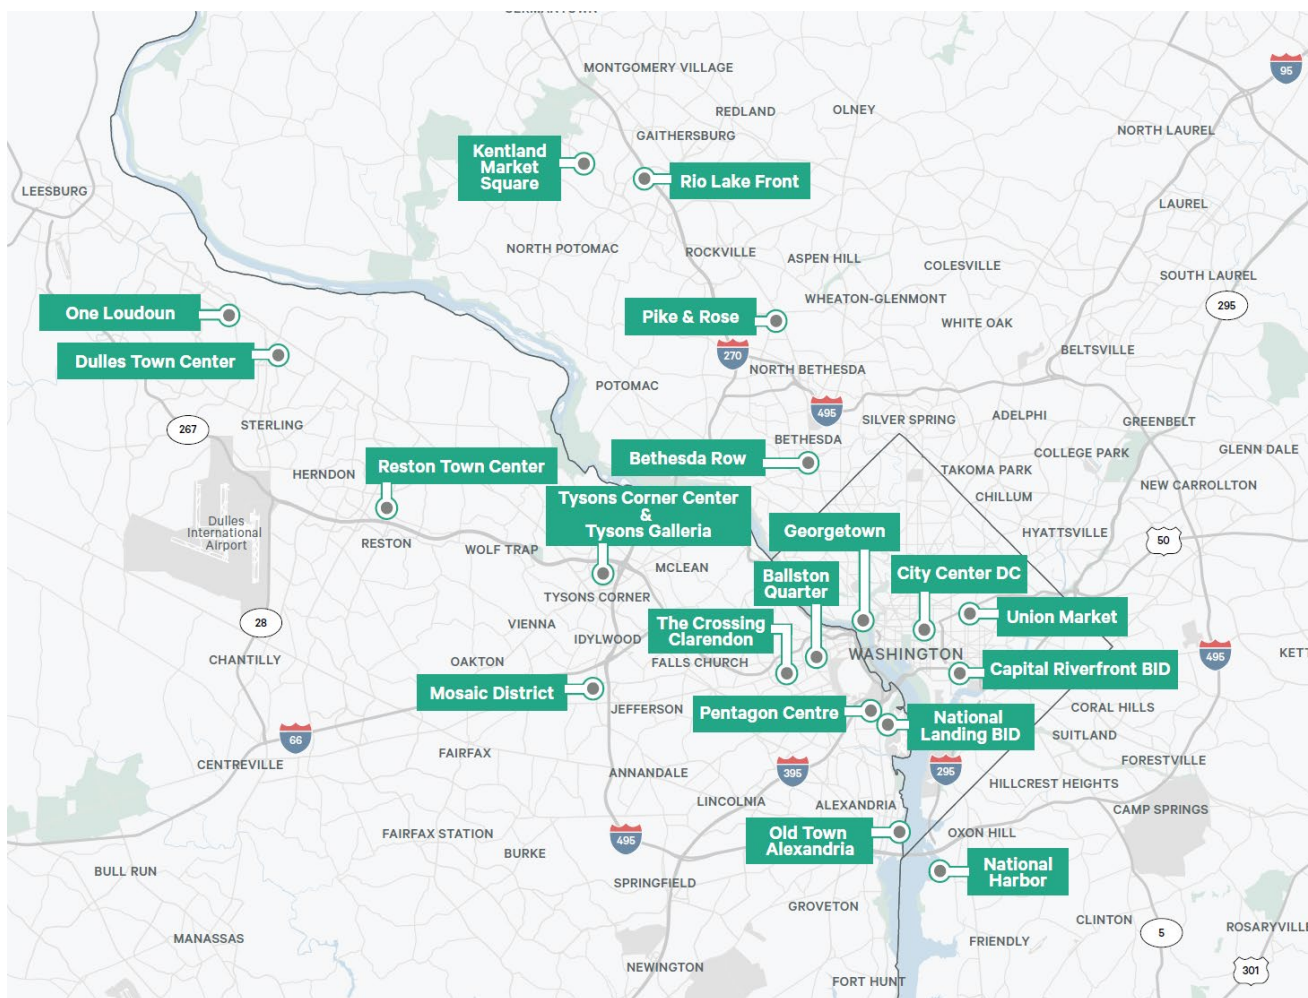 MONTGOMERY VILLAGE
95
REDLAND
OLNEY
GAITHERSBURG
NORTH LAUREL
Kentland
Market
Square
Rio Lake Front
LEESBURG
LAUREL
NORTH POTOMAC
ROCKVILLE
ASPEN HILL
COLESVILLE
SOUTH LAUREL
WHEATON-GLENMONT
295
One Loudoun
Pike & Rose
WHITE OAK
Dulles Town Center
270
BELTSVILLE
NORTH BETHESDA
POTOMAC
495
ADELPHI
SILVER SPRING
GREENBELT
267
STERLING
BETHESDA
COLLEGE PARK
GLENN DALE
Reston Town Center
Bethesda Row
HERNDON
TAKOMA PARK
NEW CARROLLTON
CHILLUM
Tysons Corner Center
&
Tysons Galleria
Dulles
International
Airport
Georgetown
HYATTSVILLE
50
RESTON
WOLF TRAP
MCLEAN
Ballston
Quarter
City Center DC
TYSONS CORNER
Union Market
28
VIENNA
The Crossing
Clarendon
IDYLWOOD
WASHINGTON
495
KETT
CHANTILLY
OAKTON
FALLS CHURCH
Capital Riverfront BID
Mosaic District
JEFFERSON
Pentagon Centre
CORAL HILLS
National
Landing BID
66
SUITLAND
FAIRFAX
CENTREVILLE
ANNANDALE
395
295
FORESTVILLE
HILLCREST HEIGHTS
LINCOLNIA
ALEXANDRIA
CAMP SPRINGS
FAIRFAX STATION
495
Old Town
Alexandria
OXON HILL
BURKE
BULL RUN
SPRINGFIELD
National
Harbor
GROVETON
CLINTON
ROSARYVILLE
MANASSAS
FRIENDLY
5
NEWINGTON
301
FORT HUNT